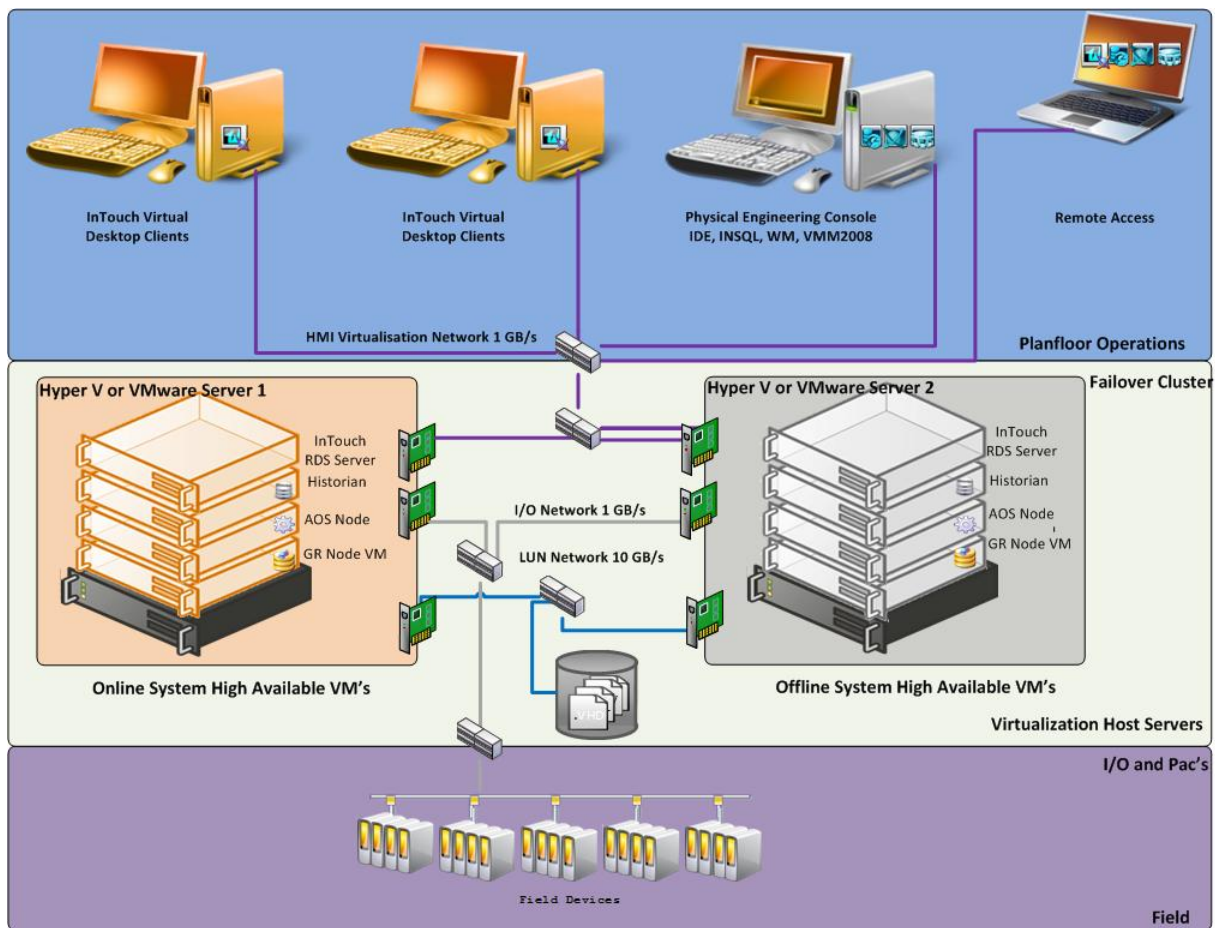 InTouch Virtual
Desktop Clients
InTouch Virtual
Desktop Clients
Physical Engineering Console
IDE, INSQL, WM, VMM2008
Remote Access
HMI Virtualisation Network 1 GB/s
Planfloor Operations
Failover Cluster
Hyper V or VMware Server 1
InTouch
RDS Server
Historian
AOS Node
GR Node VM
Hyper V or VMware Server 2
InTouch
RDS Server
Historian
AOS Node
GR Node VM
I/O Network 1 GB/s
LUN Network 10 GB/s
.V HD
Online System High Available VM's
Offline System High Available VM's
Virtualization Host Servers
I/O and Pac's
Field Devices
Field